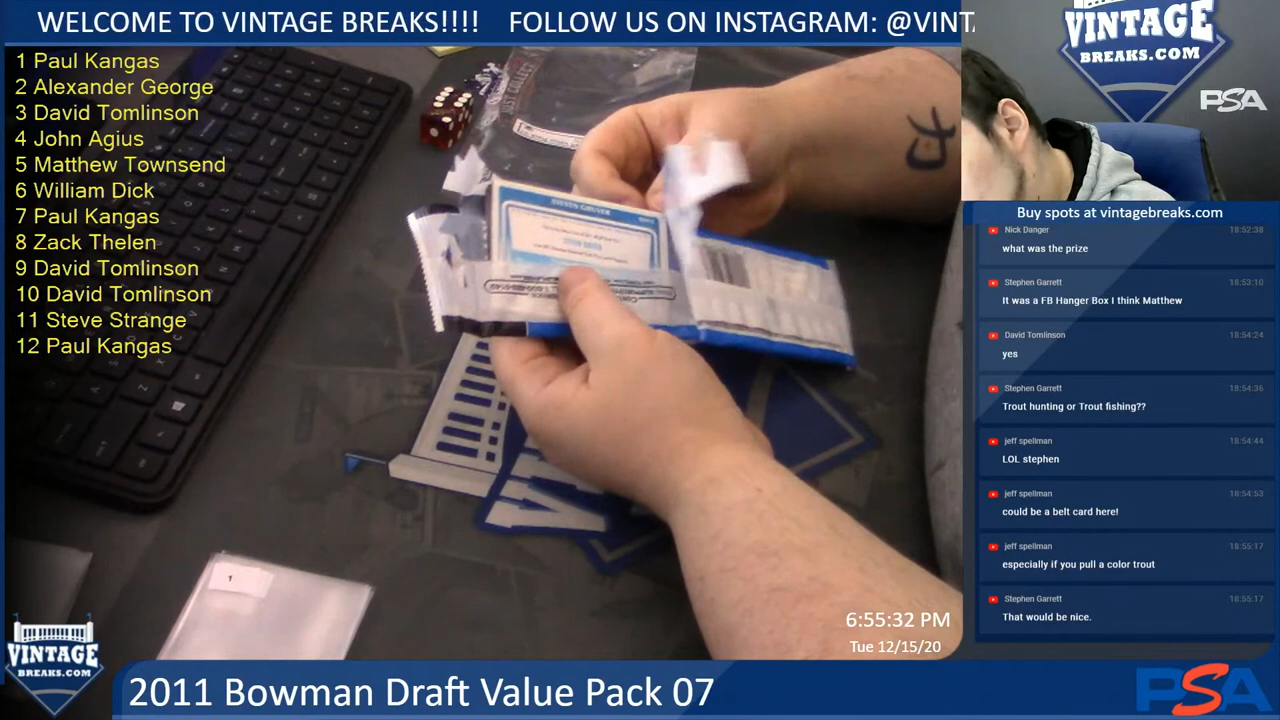 WELCOME TO VINTAGE BREAKS!!!! FOLLOW US ON INSTAGRAM: @VINT
1 Paul Kangas
2 Alexander George
3 David Tomlinson
4 John Agius
5 Matthew Townsend
6 William Dick
7 Paul Kangas
8 Zack Thelen
9 David Tomlinson
10 David Tomlinson
11 Steve Strange
12 Paul Kangas
VINTAGE
BREAKS.COM
PSA
Buy spots at vintagebreaks.com
Nick Danger 18:52:38
what was the prize
Stephen Garrett 18:53:10
It was a FB Hanger Box I think Matthew
David Tomlinson 18:54:24
yes
Stephen Garrett 18:54:36
Trout hunting or Trout fishing??
jeff spellman 18:54:44
LOL stephen
jeff spellman 18:54:53
could be a belt card here!
jeff spellman 18:55:17
especially if you pull a color trout
Stephen Garrett 18:55:17
That would be nice.
1
6:55:32 PM
Tue 12/15/20
VINTAGE
BREAKS.COM
2011 Bowman Draft Value Pack 07
PSA